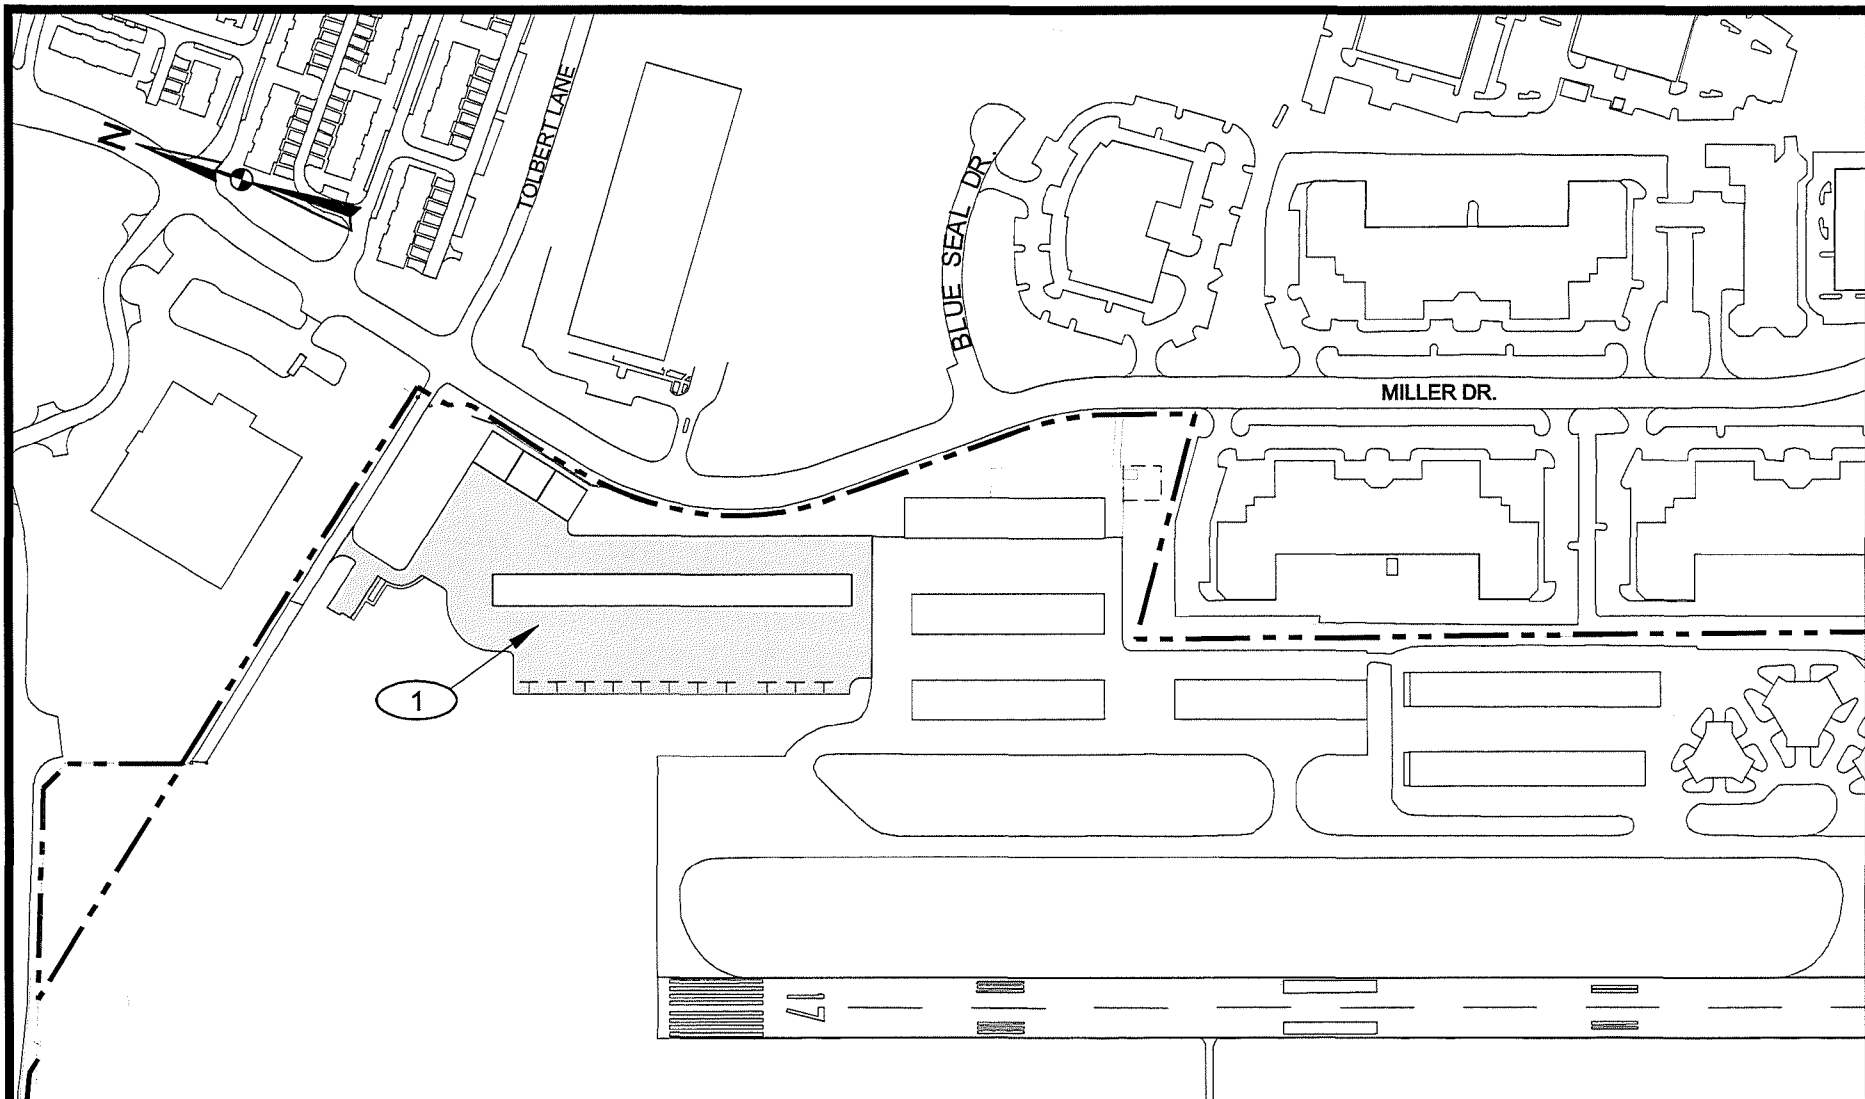 N
TOLBERT LANE
BLUE SEAL DR.
MILLER DR.
1
17